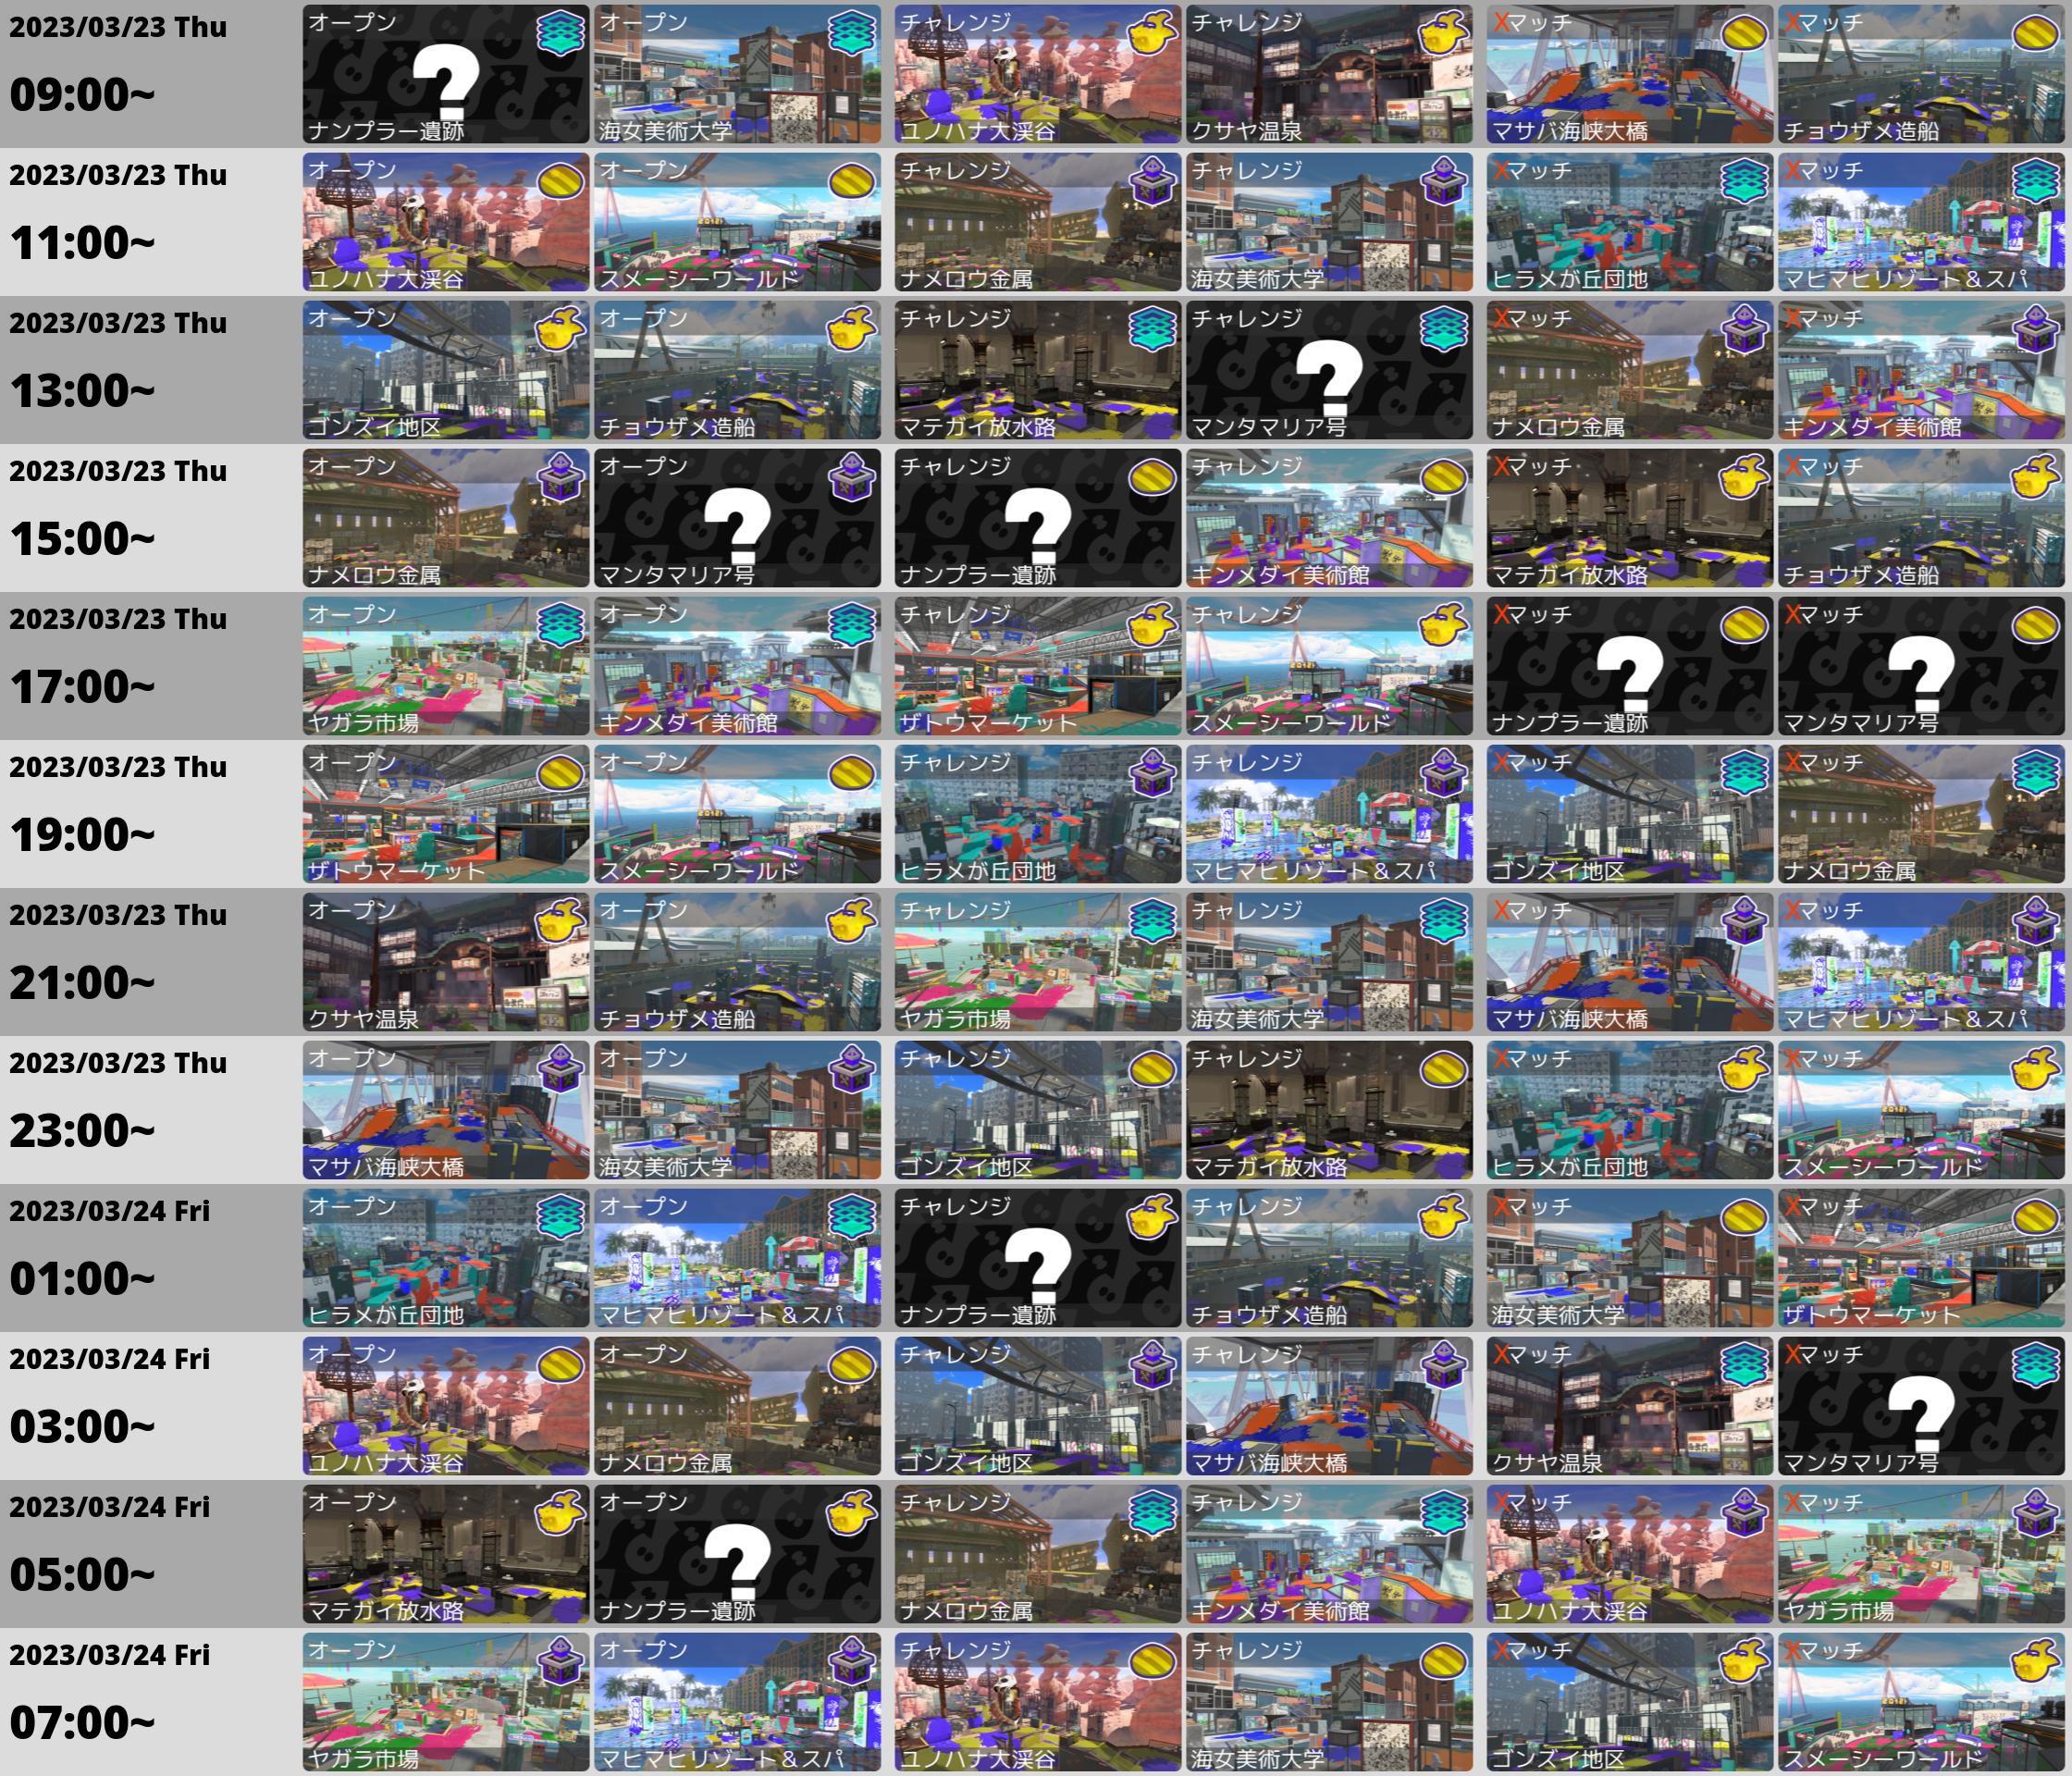 2023/03/23 Thu
09:00~
オープン オープン チャレンジ チャレンジ Xマッチ Xマッチ
ナンプラー遺跡 海女美術大学 ユノハナ大渓谷 クサヤ温泉 マサバ海峡大橋 チョウザメ造船
2023/03/23 Thu
11:00~
オープン オープン チャレンジ チャレンジ Xマッチ Xマッチ
ユノハナ大渓谷 スメーシーワールド ナメロウ金属 海女美術大学 ヒラメが丘団地 マヒマヒリゾート&スパ
2023/03/23 Thu
13:00~
オープン オープン チャレンジ チャレンジ Xマッチ Xマッチ
ゴンズイ地区 チョウザメ造船 マテガイ放水路 マンタマリア号 ナメロウ金属 キンメダイ美術館
2023/03/23 Thu
15:00~
オープン オープン チャレンジ チャレンジ Xマッチ Xマッチ
ナメロウ金属 マンタマリア号 ナンプラー遺跡 キンメダイ美術館 マテガイ放水路 チョウザメ造船
2023/03/23 Thu
17:00~
オープン オープン チャレンジ チャレンジ Xマッチ Xマッチ
ヤガラ市場 キンメダイ美術館 ザトウマーケット スメーシーワールド ナンプラー遺跡 マンタマリア号
2023/03/23 Thu
19:00~
オープン オープン チャレンジ チャレンジ Xマッチ Xマッチ
ザトウマーケット スメーシーワールド ヒラメが丘団地 マヒマヒリゾート&スパ ゴンズイ地区 ナメロウ金属
2023/03/23 Thu
21:00~
オープン オープン チャレンジ チャレンジ Xマッチ Xマッチ
クサヤ温泉 チョウザメ造船 ヤガラ市場 海女美術大学 マサバ海峡大橋 マヒマヒリゾート&スパ
2023/03/23 Thu
23:00~
オープン オープン チャレンジ チャレンジ Xマッチ Xマッチ
マサバ海峡大橋 海女美術大学 ゴンズイ地区 マテガイ放水路 ヒラメが丘団地 スメーシーワールド
2023/03/24 Fri
01:00~
オープン オープン チャレンジ チャレンジ Xマッチ Xマッチ
ヒラメが丘団地 マヒマヒリゾート&スパ ナンプラー遺跡 チョウザメ造船 海女美術大学 ザトウマーケット
2023/03/24 Fri
03:00~
オープン オープン チャレンジ チャレンジ Xマッチ Xマッチ
ユノハナ大渓谷 ナメロウ金属 ゴンズイ地区 マサバ海峡大橋 クサヤ温泉 マンタマリア号
2023/03/24 Fri
05:00~
オープン オープン チャレンジ チャレンジ Xマッチ Xマッチ
マテガイ放水路 ナンプラー遺跡 ナメロウ金属 キンメダイ美術館 ユノハナ大渓谷 ヤガラ市場
2023/03/24 Fri
07:00~
オープン オープン チャレンジ チャレンジ Xマッチ Xマッチ
ヤガラ市場 マヒマヒリゾート&スパ ユノハナ大渓谷 海女美術大学 ゴンズイ地区 スメーシーワールド